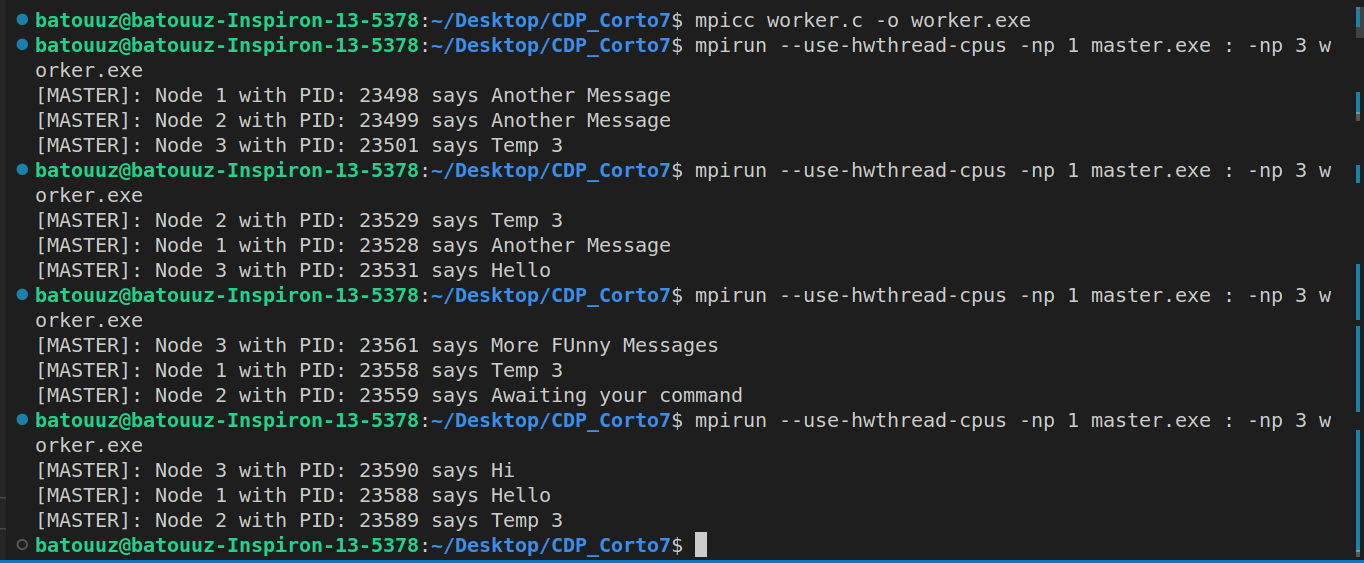 batouuz@batouuz-Inspiron-13-5378:~/Desktop/CDP_Corto7$ mpicc worker.c -o worker.exe
batouuz@batouuz-Inspiron-13-5378:~/Desktop/CDP_Corto7$ mpirun --use-hwthread-cpus -np 1 master.exe : -np 3 w
orker.exe
[MASTER]: Node 1 with PID: 23498 says Another Message
[MASTER]: Node 2 with PID: 23499 says Another Message
[MASTER]: Node 3 with PID: 23501 says Temp 3
batouuz@batouuz-Inspiron-13-5378:~/Desktop/CDP_Corto7$ mpirun --use-hwthread-cpus -np 1 master.exe : -np 3 w
orker.exe
[MASTER]: Node 2 with PID: 23529 says Temp 3
[MASTER]: Node 1 with PID: 23528 says Another Message
[MASTER]: Node 3 with PID: 23531 says Hello
batouuz@batouuz-Inspiron-13-5378:~/Desktop/CDP_Corto7$ mpirun --use-hwthread-cpus -np 1 master.exe : -np 3 w
orker.exe
[MASTER]: Node 3 with PID: 23561 says More FUnny Messages
[MASTER]: Node 1 with PID: 23558 says Temp 3
[MASTER]: Node 2 with PID: 23559 says Awaiting your command
batouuz@batouuz-Inspiron-13-5378:~/Desktop/CDP_Corto7$ mpirun --use-hwthread-cpus -np 1 master.exe : -np 3 w
orker.exe
[MASTER]: Node 3 with PID: 23590 says Hi
[MASTER]: Node 1 with PID: 23588 says Hello
[MASTER]: Node 2 with PID: 23589 says Temp 3
batouuz@batouuz-Inspiron-13-5378:~/Desktop/CDP_Corto7$